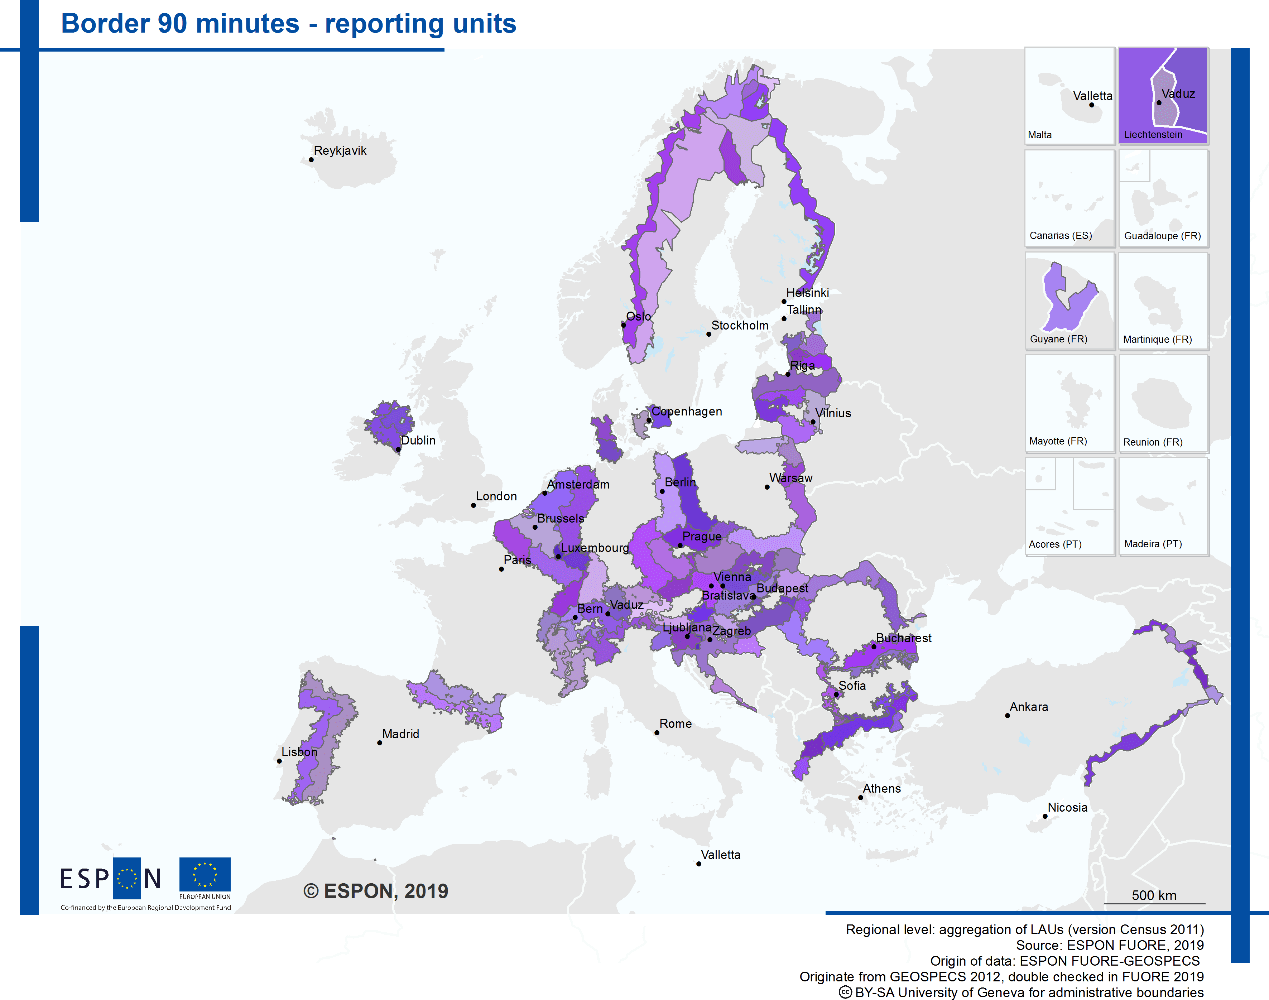 Border 90 minutes - reporting units
Reykjavik
Valletta
Malta
Vaduz
Liechtenstein
Canarias (ES)
Guadaloupe (FR)
Guyane (FR)
Martinique (FR)
Mayotte (FR)
Reunion (FR)
Acores (PT)
Madeira (PT)
Helsinki
Tallinn
Oslo
Stockholm
Riga
Copenhagen
Vilnius
Dublin
Amsterdam
Berlin
Warsaw
London
Brussels
Prague
Luxembourg
Paris
Vienna
Bratislava
Budapest
Bern
Vaduz
Ljubljana
Zagreb
Bucharest
Sofia
Ankara
Rome
Madrid
Lisbon
Athens
Nicosia
Valletta
ESPON
EUROPEAN UNION
Cofinanced by the European Regional Development Fund
© ESPON, 2019
500 km
Regional level: aggregation of LAUs (version Census 2011)
Source: ESPON FUORE, 2019
Origin of data: ESPON FUORE-GEOSPECS
Originate from GEOSPECS 2012, double checked in FUORE 2019
cc BY-SA University of Geneva for administrative boundaries